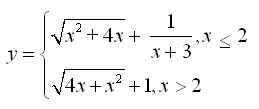 y = { √(x² + 4x) + 1/(x + 3), x ≤ 2
√(4x + x²) + 1, x > 2